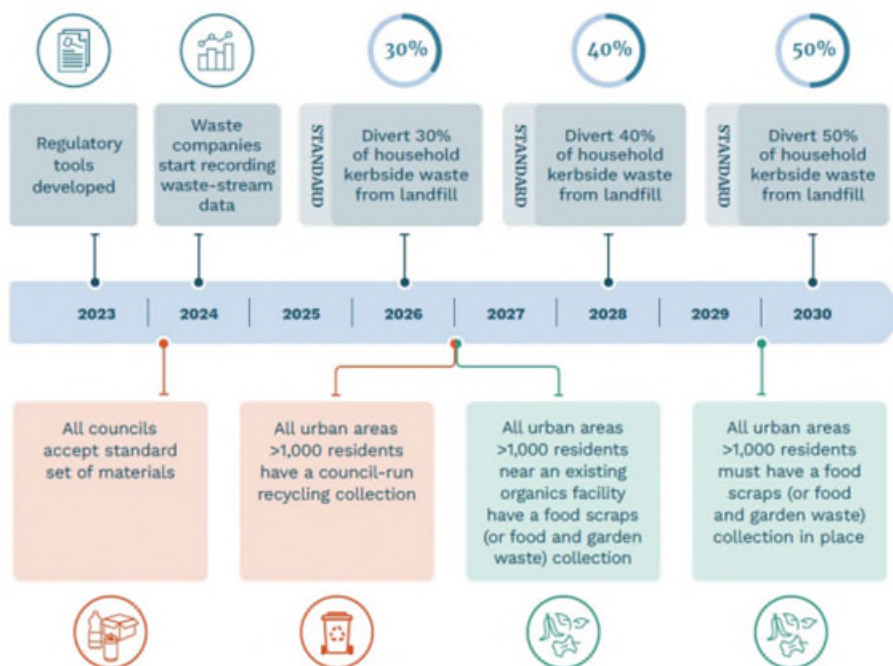 30%
40%
50%
Regulatory
tools
developed
Waste
companies
start recording
waste-stream
data
STANDARD
Divert 30%
of household
kerbside waste
from landfill
STANDARD
Divert 40%
of household
kerbside waste
from landfill
STANDARD
Divert 50%
of household
kerbside waste
from landfill
2023 2024 2025 2026 2027 2028 2029 2030
All councils
accept standard
set of materials
All urban areas
>1,000 residents
have a council-run
recycling collection
All urban areas
>1,000 residents
near an existing
organics facility
have a food scraps
(or food and garden
waste) collection
All urban areas
>1,000 residents
must have a food
scraps (or food
and garden waste)
collection in place